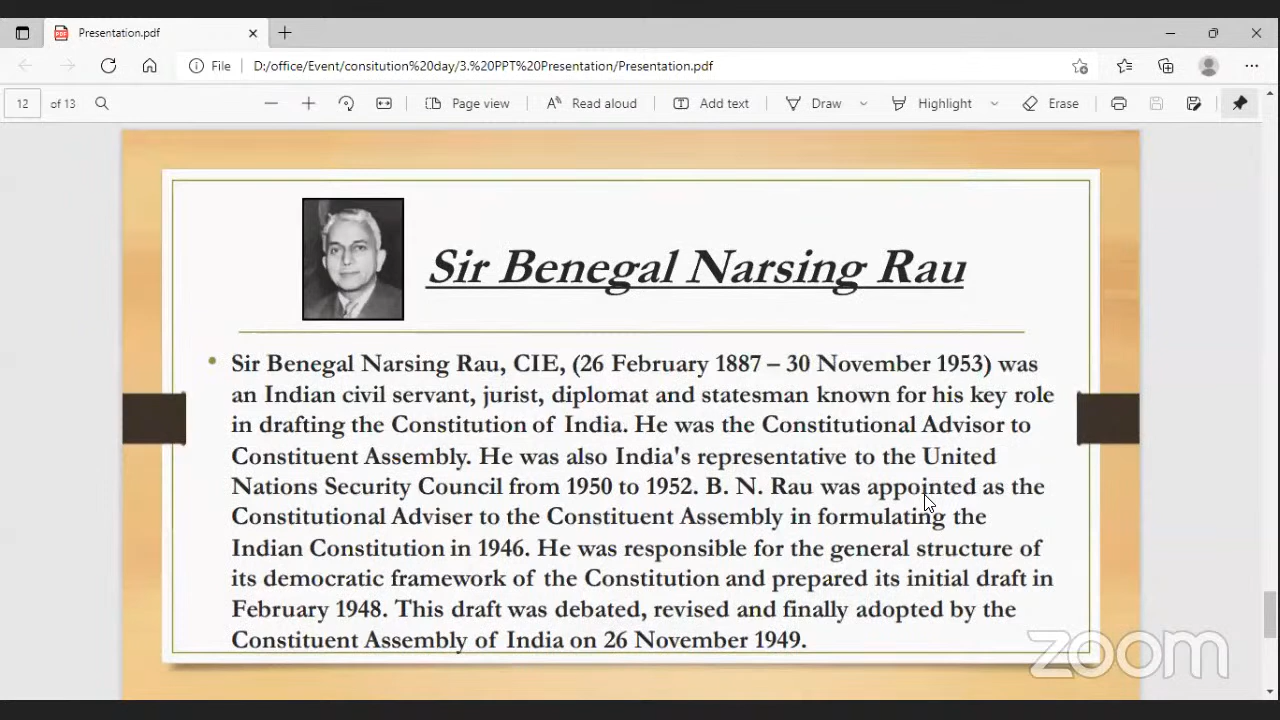 Presentation.pdf
File D:/office/Event/consitution%20day/3.%20PPT%20Presentation/Presentation.pdf
12 of 13 Page view Read aloud Add text Draw Highlight Erase
Sir Benegal Narsing Rau
• Sir Benegal Narsing Rau, CIE, (26 February 1887 – 30 November 1953) was
an Indian civil servant, jurist, diplomat and statesman known for his key role
in drafting the Constitution of India. He was the Constitutional Advisor to
Constituent Assembly. He was also India's representative to the United
Nations Security Council from 1950 to 1952. B. N. Rau was appointed as the
Constitutional Adviser to the Constituent Assembly in formulating the
Indian Constitution in 1946. He was responsible for the general structure of
its democratic framework of the Constitution and prepared its initial draft in
February 1948. This draft was debated, revised and finally adopted by the
Constituent Assembly of India on 26 November 1949.
zoom